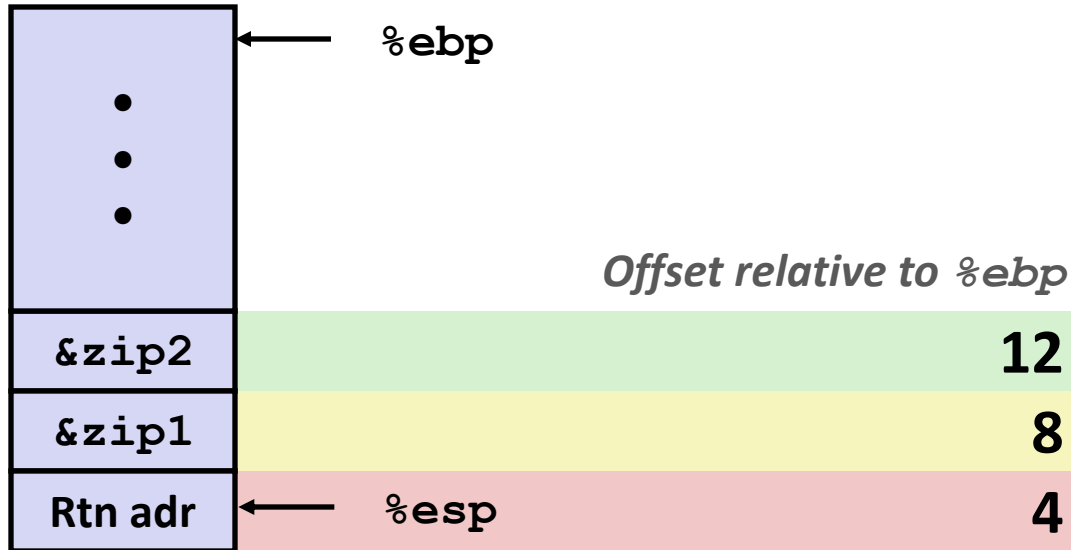 %ebp
Offset relative to %ebp
&zip2 12
&zip1 8
Rtn adr %esp 4